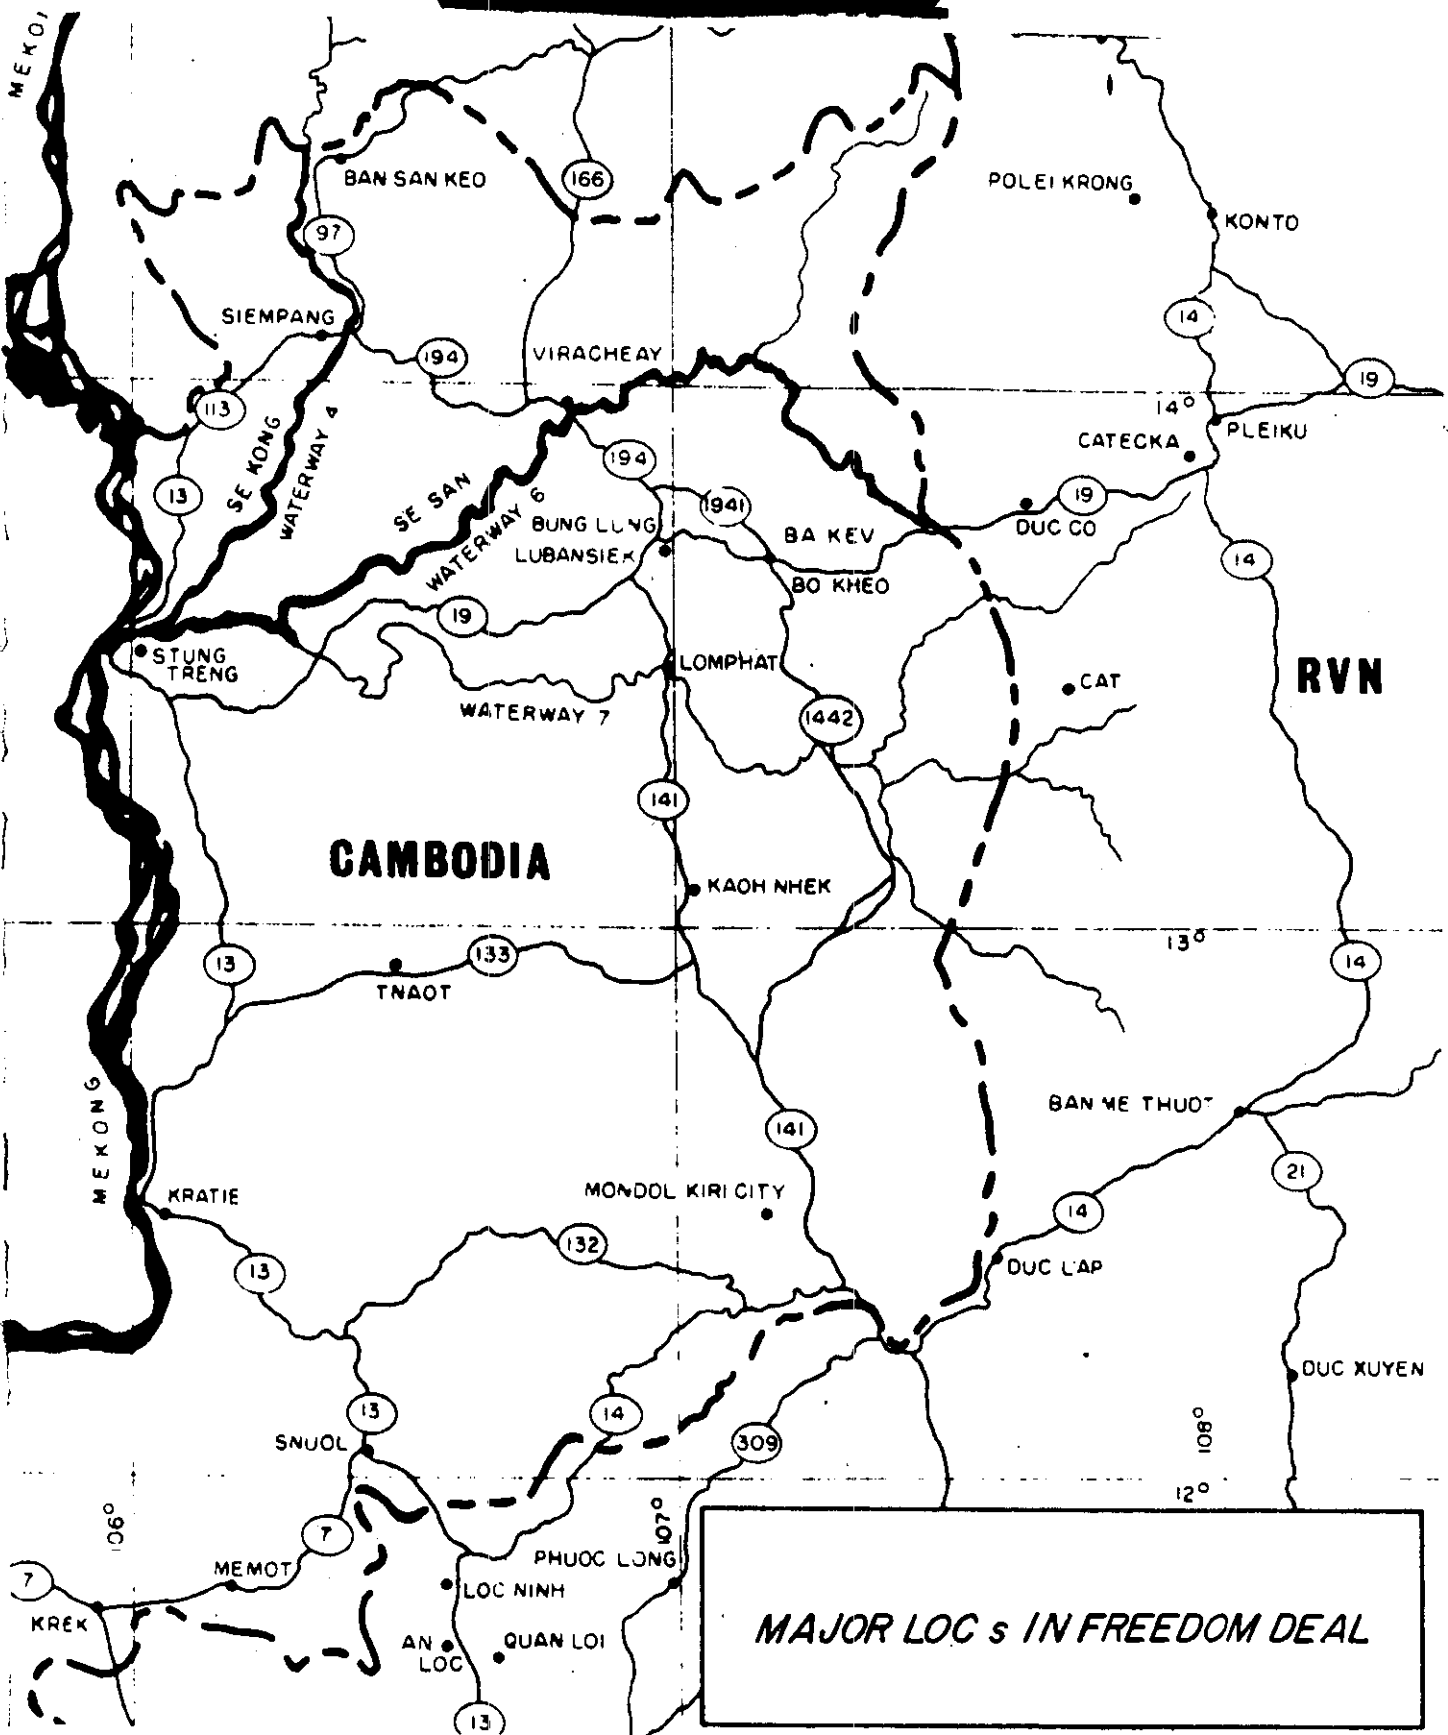 MEKO
BAN SAN KEO
166
POLEI KRONG
KONTO
97
SIEMPANG
14
194
VIRACHEAY
19
113
14°
PLEIKU
CATECKA
SE KONG
WATERWAY 4
194
13
SE SAN
WATERWAY 6
1941
19
BUNG LUNG
LUBANSIEK
BA KEV
DUC CO
BO KHEO
14
19
STUNG
TRENG
LOMPHAT
CAT
RVN
WATERWAY 7
1442
141
CAMBODIA
KAOH NHEK
13
133
13°
14
TNAOT
MEKONG
BAN ME THUOT
141
21
KRATIE
MONDOL KIRI CITY
14
132
13
DUC LAP
DUC XUYEN
13
14
SNUOL
309
108°
12°
106°
107°
7
PHUOC LONG
MEMOT
7
LOC NINH
KREK
AN
LOC
QUAN LOI
13
MAJOR LOC s IN FREEDOM DEAL